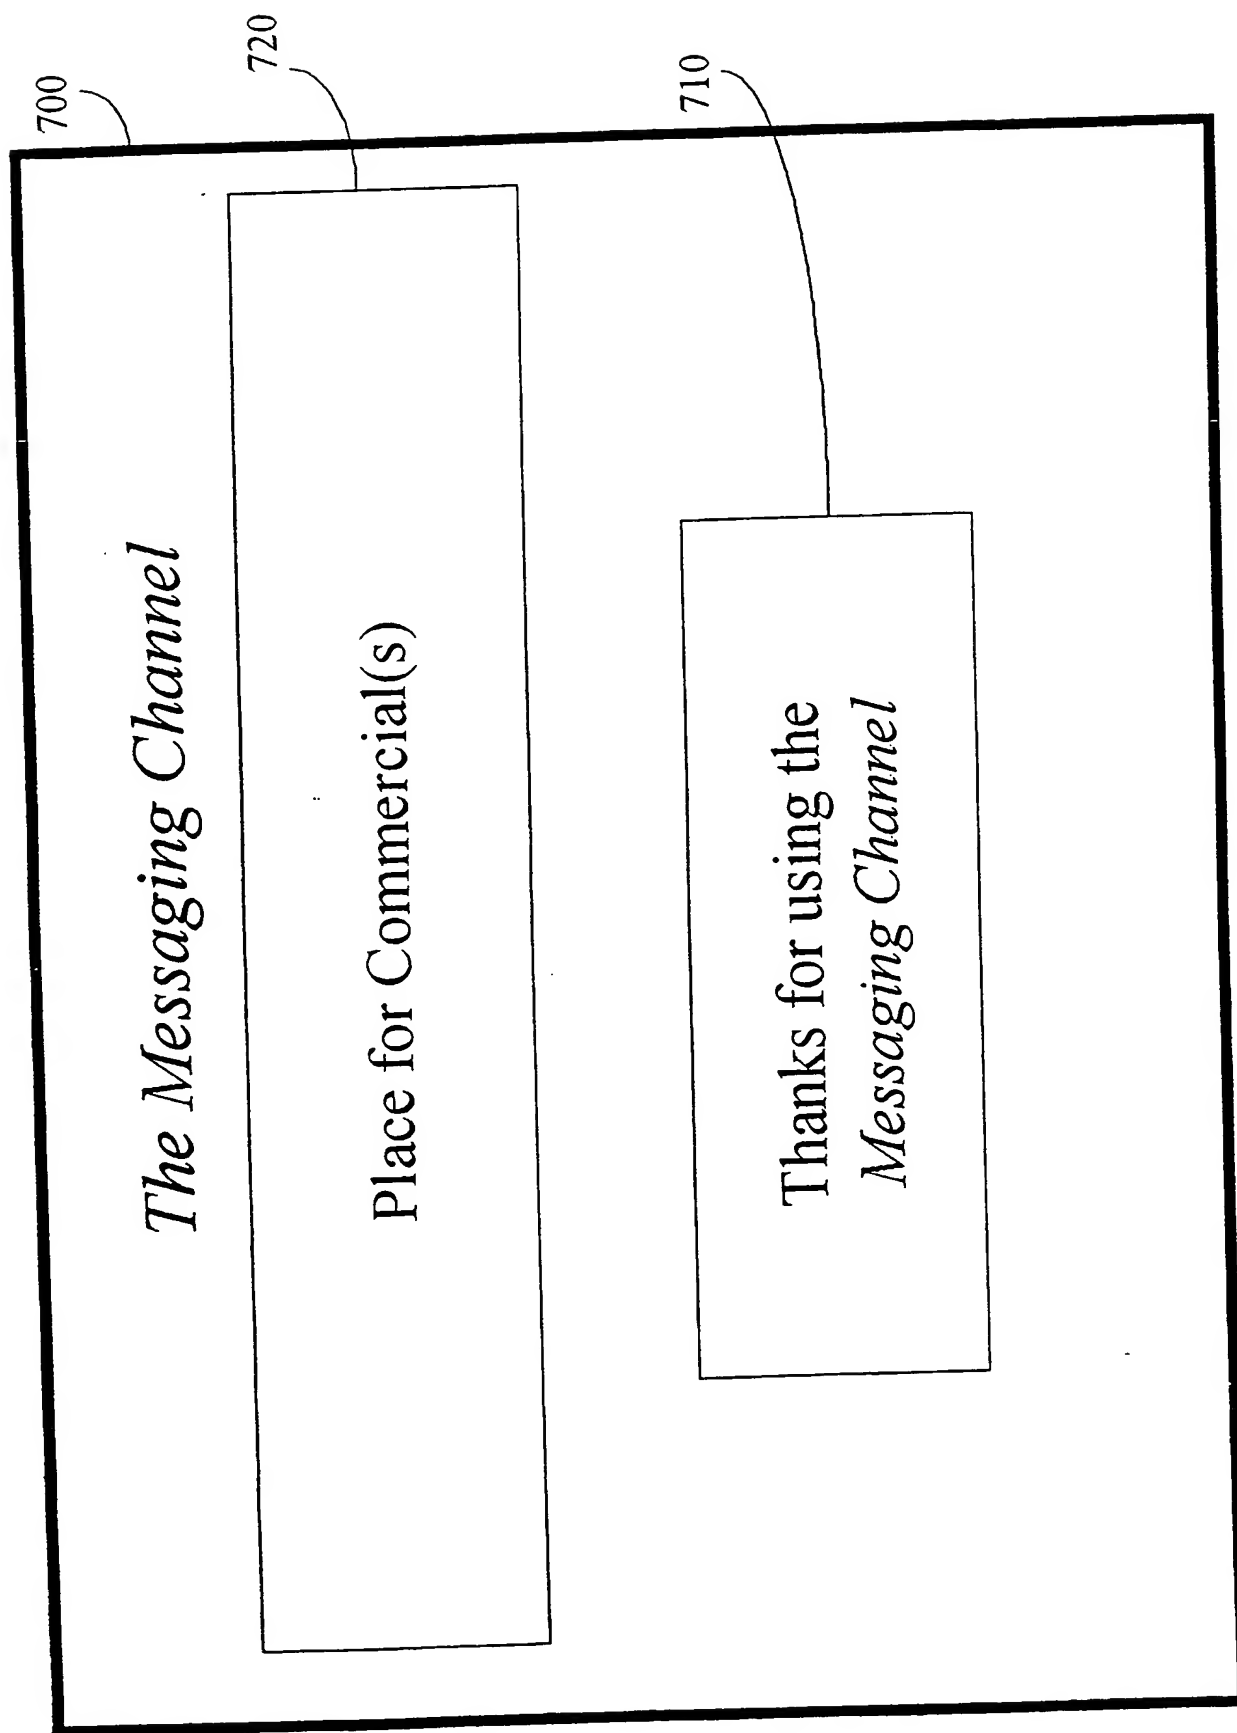 700
The Messaging Channel
720
Place for Commercial(s)
710
Thanks for using the
Messaging Channel